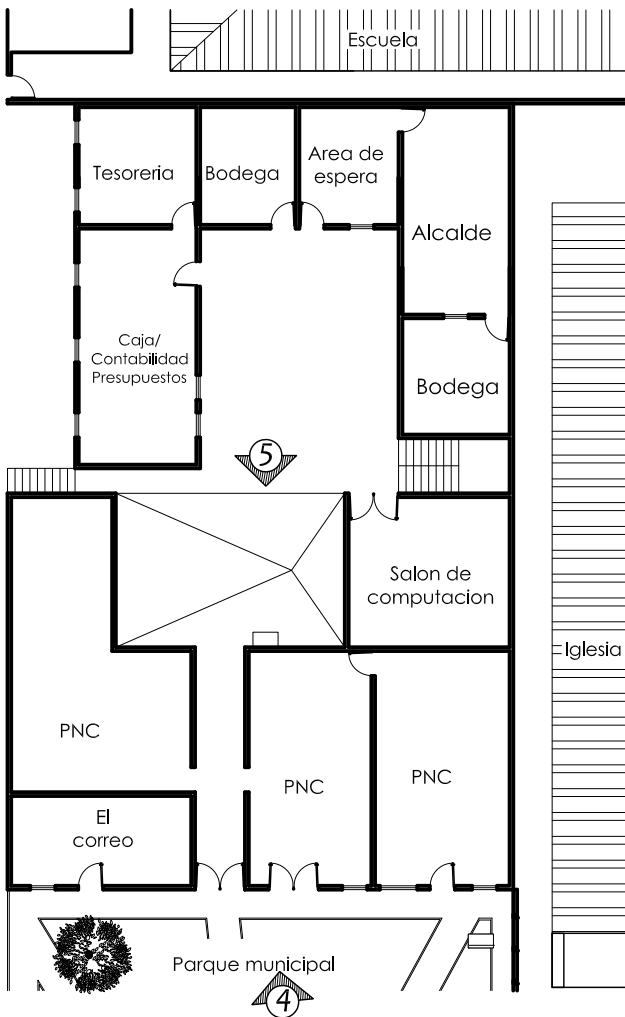 Escuela
Tesoreria
Bodega
Area de
espera
Alcalde
Caja/
Contabilidad
Presupuestos
Bodega
5
Salon de
computacion
Iglesia
PNC
PNC
PNC
El
correo
Parque municipal
4